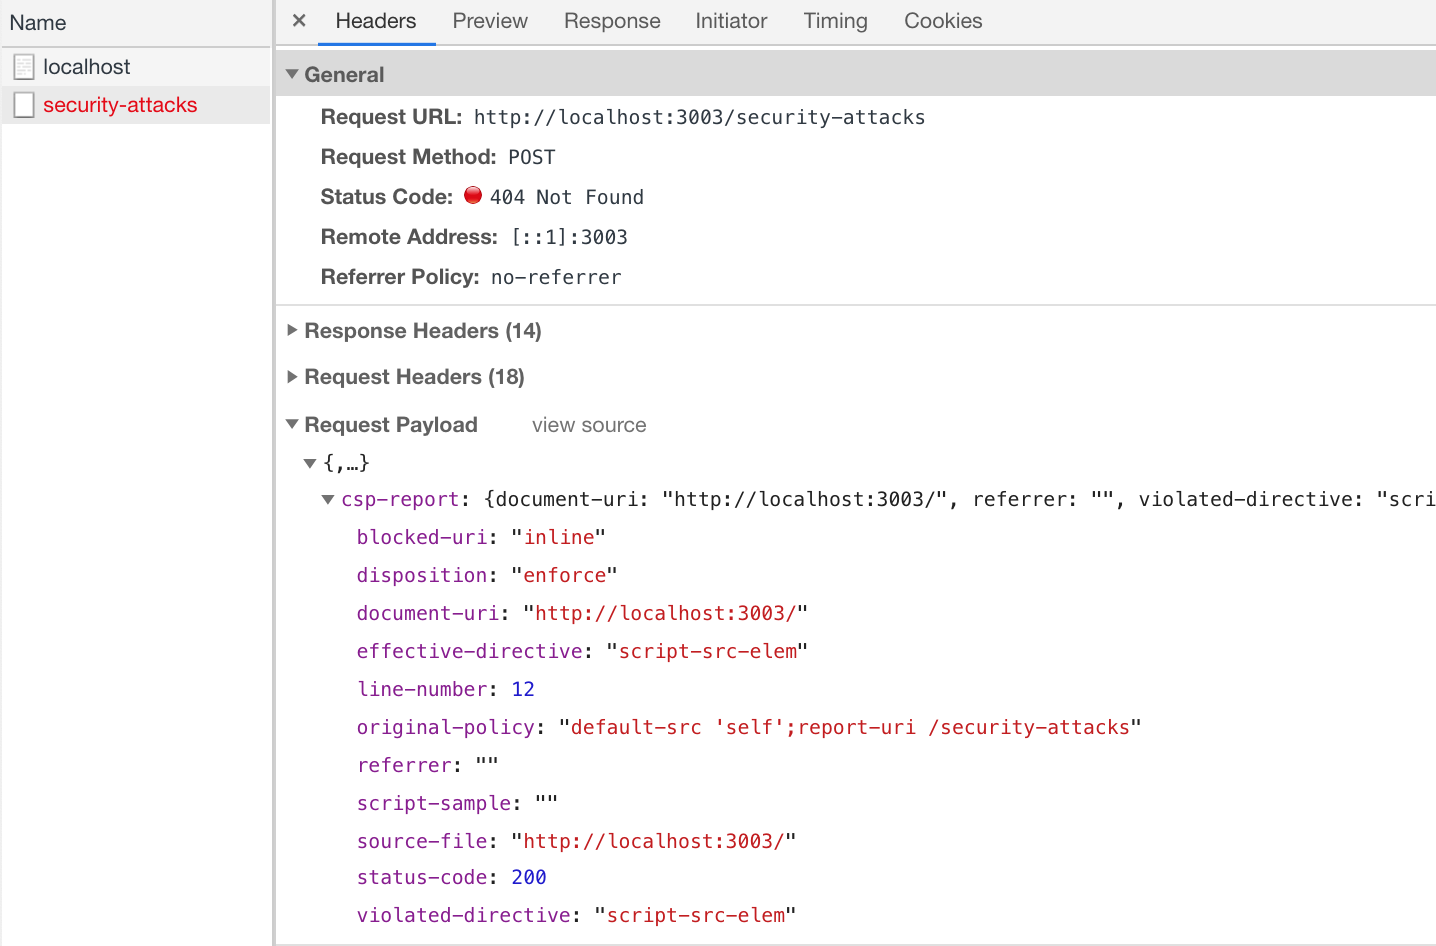 Name
localhost
security-attacks
× Headers Preview Response Initiator Timing Cookies
General
Request URL: http://localhost:3003/security-attacks
Request Method: POST
Status Code: 404 Not Found
Remote Address: [::1]:3003
Referrer Policy: no-referrer
Response Headers (14)
Request Headers (18)
Request Payload view source
{,…}
csp-report: {document-uri: "http://localhost:3003/", referrer: "", violated-directive: "scri
blocked-uri: "inline"
disposition: "enforce"
document-uri: "http://localhost:3003/"
effective-directive: "script-src-elem"
line-number: 12
original-policy: "default-src 'self';report-uri /security-attacks"
referrer: ""
script-sample: ""
source-file: "http://localhost:3003/"
status-code: 200
violated-directive: "script-src-elem"